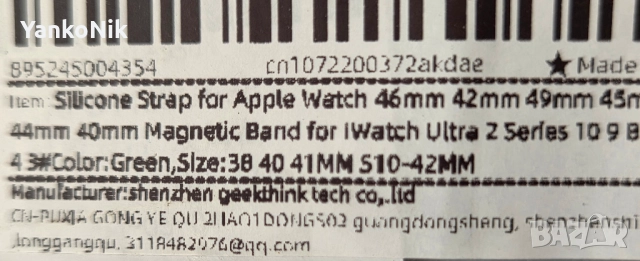 YankoNik
895245004354 cn1072200372akdae ★ Made
Item: Silicone Strap for Apple Watch 46mm 42mm 49mm 45m
44mm 40mm Magnetic Band for iWatch Ultra 2 Series 10 9 8
4 3#Color:Green,Size:38 40 41MM S10-42MM
Manufacturer:shenzhen geekthink tech co,.ltd
CN-PUXIA GONG YE QU 2HAO1DONG502 guangdongsheng, shenzhenshi
,longgangqu, 3118482076@qq.com
bazar.bg